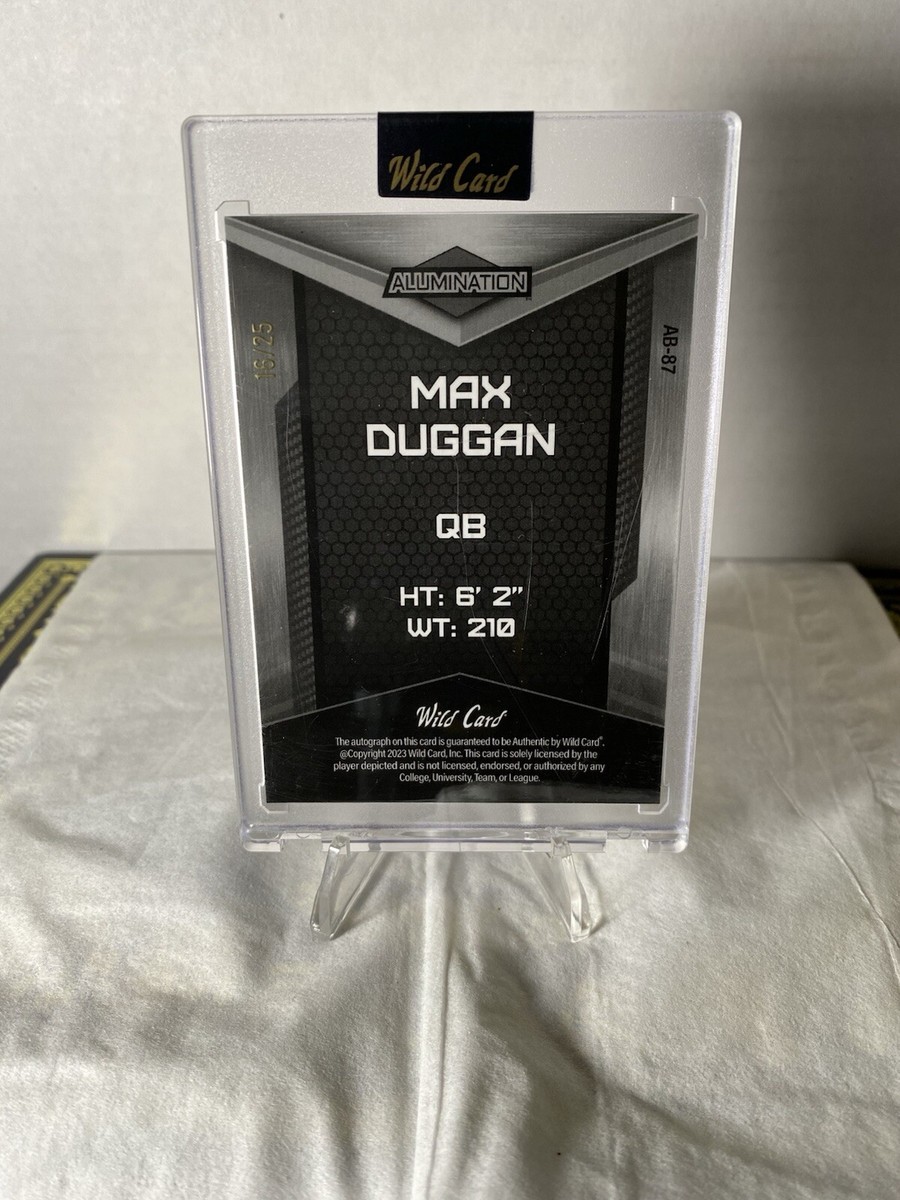 Wild Card
ALUMINATION
16/25
AB-87
MAX
DUGGAN
QB
HT: 6' 2"
WT: 210
Wild Card
The autograph on this card is guaranteed to be Authentic by Wild Card®.
@Copyright 2023 Wild Card, Inc. This card is solely licensed by the
player depicted and is not licensed, endorsed, or authorized by any
College, University, Team, or League.